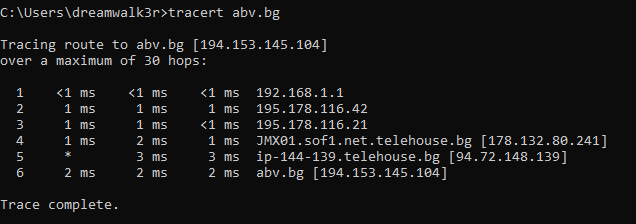 C:\Users\dreamwalk3r>tracert abv.bg
Tracing route to abv.bg [194.153.145.104]
over a maximum of 30 hops:
1 <1 ms <1 ms <1 ms 192.168.1.1
2 1 ms 1 ms 1 ms 195.178.116.42
3 1 ms 1 ms <1 ms 195.178.116.21
4 1 ms 2 ms 1 ms JMX01.sof1.net.telehouse.bg [178.132.80.241]
5 * 3 ms 3 ms ip-144-139.telehouse.bg [94.72.148.139]
6 2 ms 2 ms 2 ms abv.bg [194.153.145.104]
Trace complete.